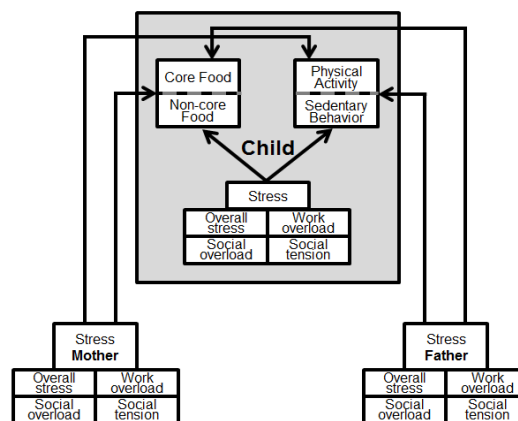 Core Food
Non-core
Food
Physical
Activity
Sedentary
Behavior
Child
Stress
Overall
stress
Work
overload
Social
overload
Social
tension
Stress
Mother
Overall
stress
Work
overload
Social
overload
Social
tension
Stress
Father
Overall
stress
Work
overload
Social
overload
Social
tension